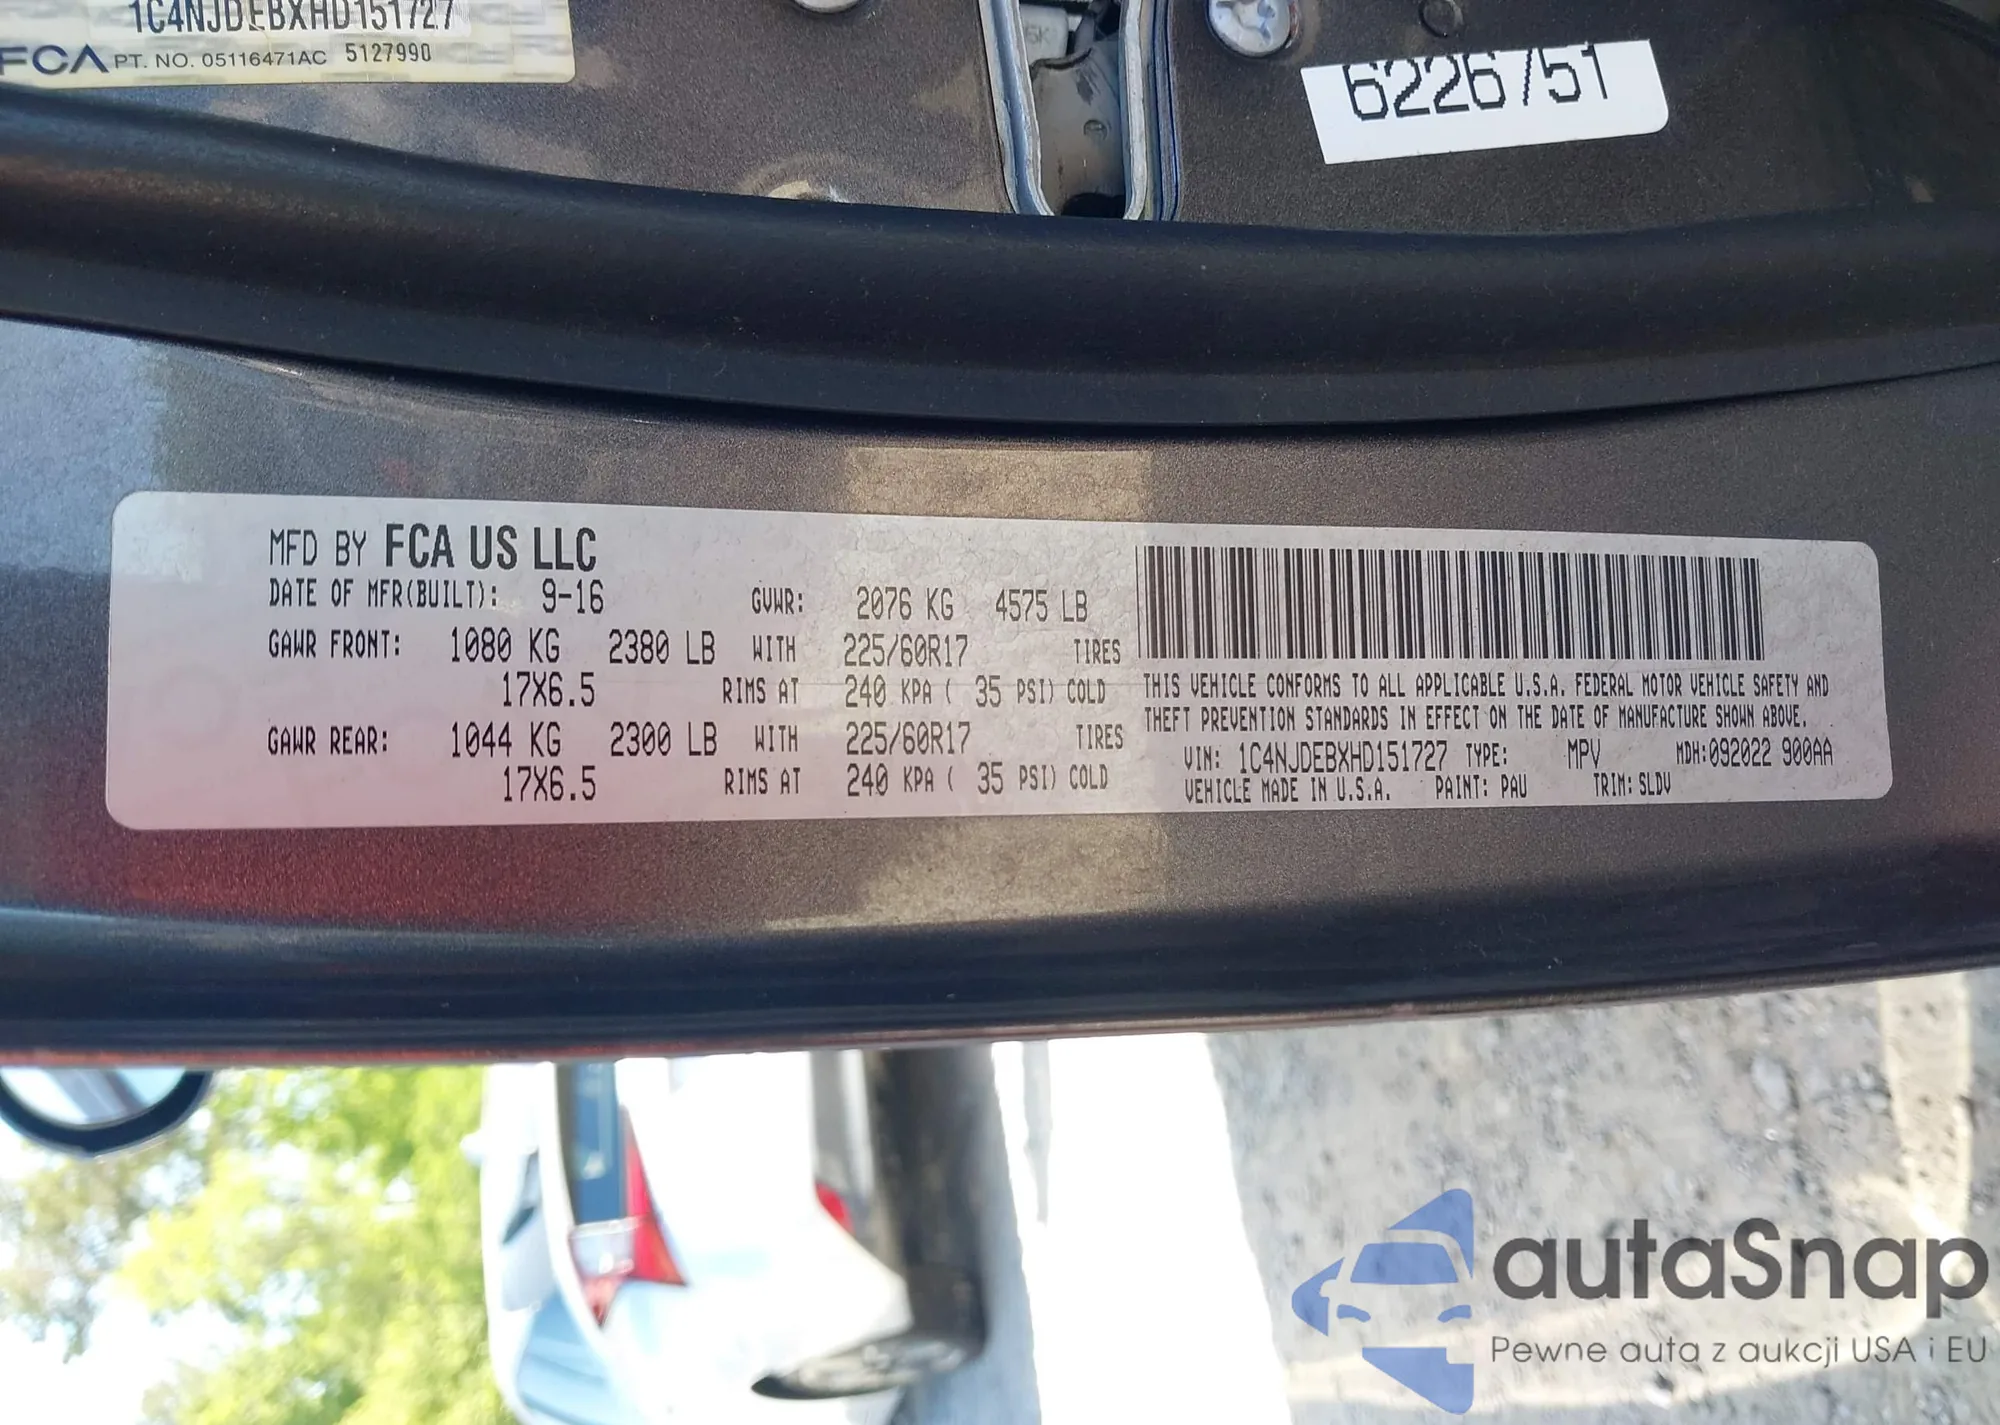 1C4NJDEBXHD151727
FCA PT. NO. 05116471AC 5127990
6226751
MFD BY FCA US LLC
DATE OF MFR(BUILT): 9-16 GVWR: 2076 KG 4575 LB
GAWR FRONT: 1080 KG 2380 LB WITH 225/60R17 TIRES
17X6.5 RIMS AT 240 KPA ( 35 PSI) COLD
GAWR REAR: 1044 KG 2300 LB WITH 225/60R17 TIRES
17X6.5 RIMS AT 240 KPA ( 35 PSI) COLD
THIS VEHICLE CONFORMS TO ALL APPLICABLE U.S.A. FEDERAL MOTOR VEHICLE SAFETY AND
THEFT PREVENTION STANDARDS IN EFFECT ON THE DATE OF MANUFACTURE SHOWN ABOVE.
VIN: 1C4NJDEBXHD151727 TYPE: MPV MDH:092022 900AA
VEHICLE MADE IN U.S.A. PAINT: PAU TRIM: SLDV
autaSnap
Pewne auta z aukcji USA i EU